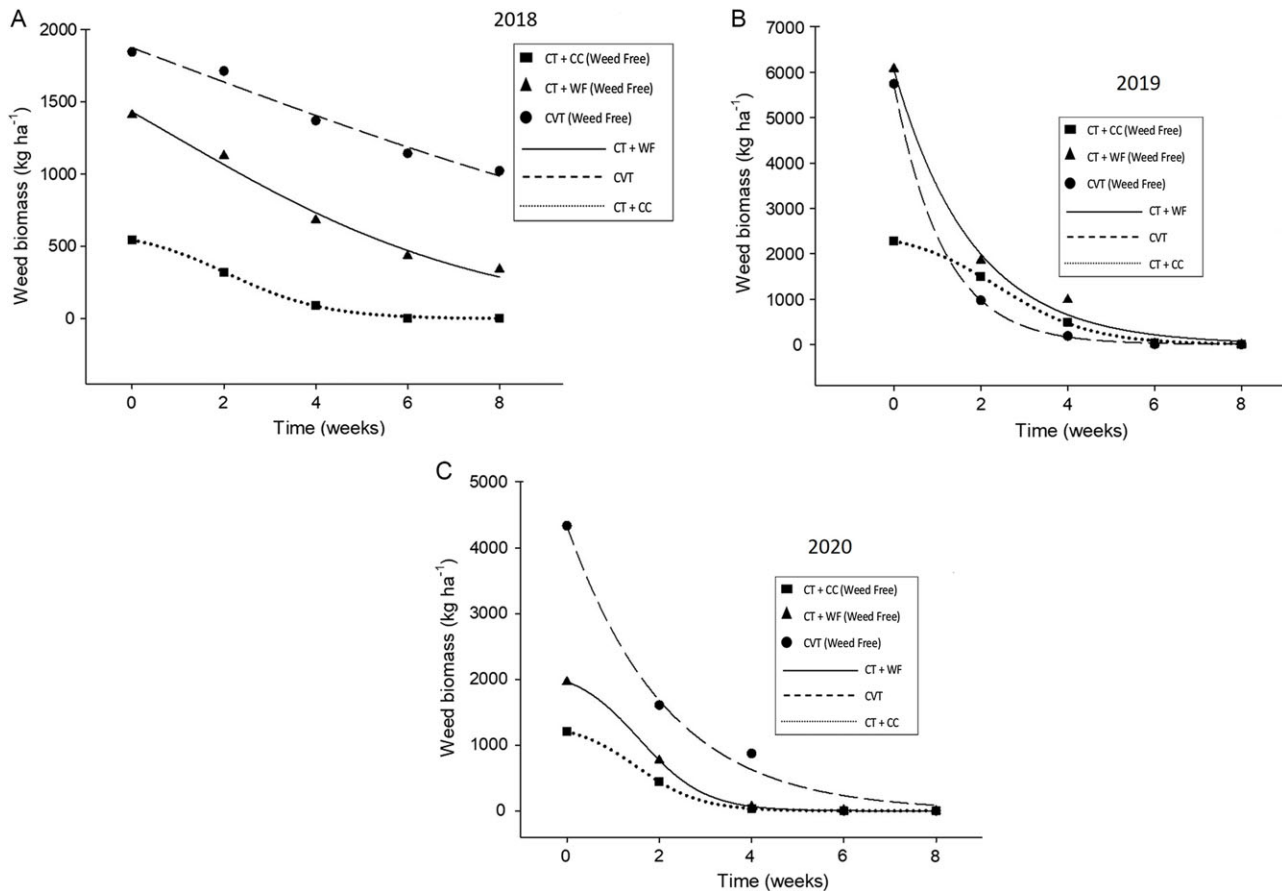 A
2018
2000
1500
1000
500
0
Weed biomass (kg ha⁻¹)
0 2 4 6 8
Time (weeks)
CT + CC (Weed Free)
CT + WF (Weed Free)
CVT (Weed Free)
CT + WF
CVT
CT + CC
B
2019
7000
6000
5000
4000
3000
2000
1000
0
Weed biomass (kg ha⁻¹)
0 2 4 6 8
Time (weeks)
CT + CC (Weed Free)
CT + WF (Weed Free)
CVT (Weed Free)
CT + WF
CVT
CT + CC
C
2020
5000
4000
3000
2000
1000
0
Weed biomass (kg ha⁻¹)
0 2 4 6 8
Time (weeks)
CT + CC (Weed Free)
CT + WF (Weed Free)
CVT (Weed Free)
CT + WF
CVT
CT + CC